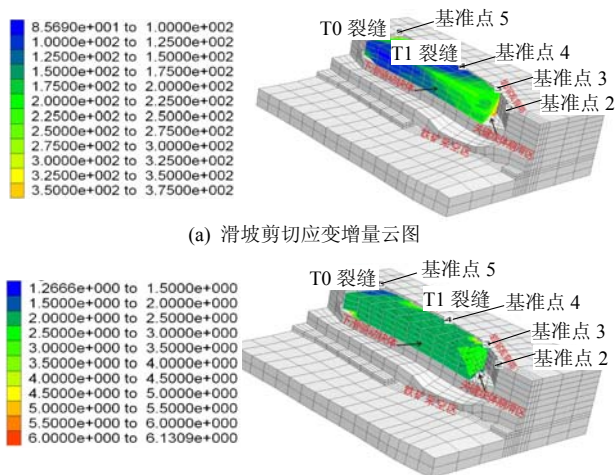 8.5690e+001 to 1.0000e+002
1.0000e+002 to 1.2500e+002
1.2500e+002 to 1.5000e+002
1.5000e+002 to 1.7500e+002
1.7500e+002 to 2.0000e+002
2.0000e+002 to 2.2500e+002
2.2500e+002 to 2.5000e+002
2.5000e+002 to 2.7500e+002
2.7500e+002 to 3.0000e+002
3.0000e+002 to 3.2500e+002
3.2500e+002 to 3.5000e+002
3.5000e+002 to 3.7500e+002
T0 裂缝
基准点 5
T1 裂缝
基准点 4
基准点 3
基准点 2
铁矿采空区
(a) 滑坡剪切应变增量云图
1.2666e+000 to 1.5000e+000
1.5000e+000 to 2.0000e+000
2.0000e+000 to 2.5000e+000
2.5000e+000 to 3.0000e+000
3.0000e+000 to 3.5000e+000
3.5000e+000 to 4.0000e+000
4.0000e+000 to 4.5000e+000
4.5000e+000 to 5.0000e+000
5.0000e+000 to 5.5000e+000
5.5000e+000 to 6.0000e+000
6.0000e+000 to 6.1309e+000
T0 裂缝
基准点 5
T1 裂缝
基准点 4
基准点 3
基准点 2
铁矿采空区